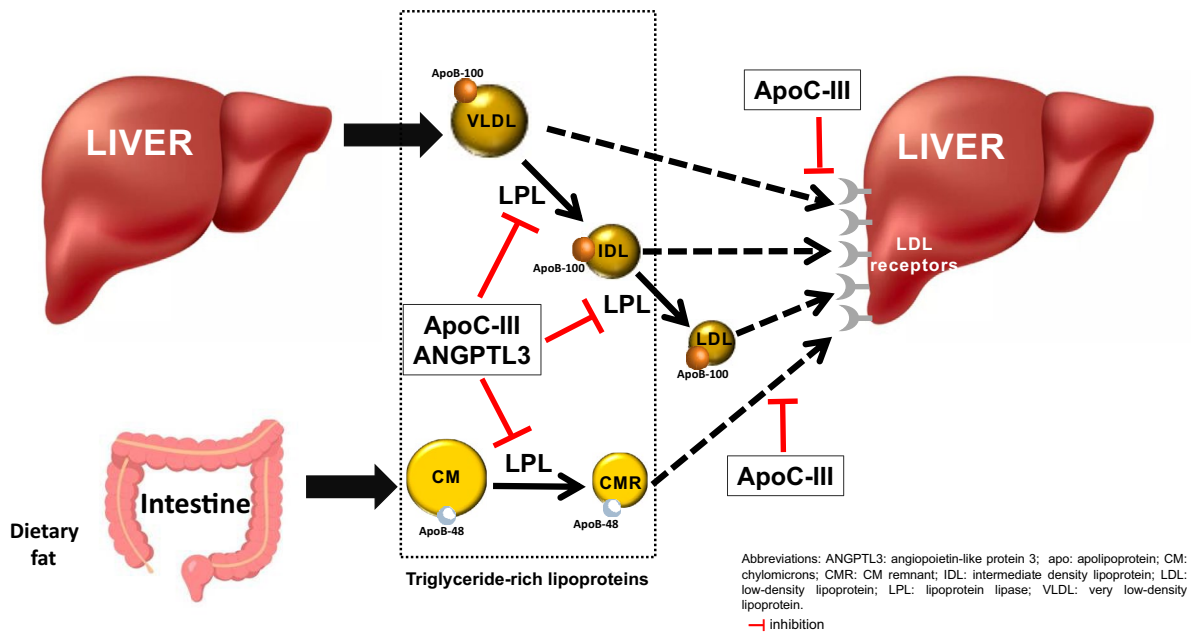 ApoB-100
VLDL
LIVER
ApoC-III
LIVER
LPL
IDL
ApoB-100
LDL
receptors
LPL
ApoC-III
ANGPTL3
LDL
ApoB-100
CM
LPL
CMR
ApoB-48
ApoB-48
ApoC-III
Intestine
Dietary
fat
Triglyceride-rich lipoproteins
Abbreviations: ANGPTL3: angiopoietin-like protein 3; apo: apolipoprotein; CM:
chylomicrons; CMR: CM remnant; IDL: intermediate density lipoprotein; LDL:
low-density lipoprotein; LPL: lipoprotein lipase; VLDL: very low-density
lipoprotein.
inhibition